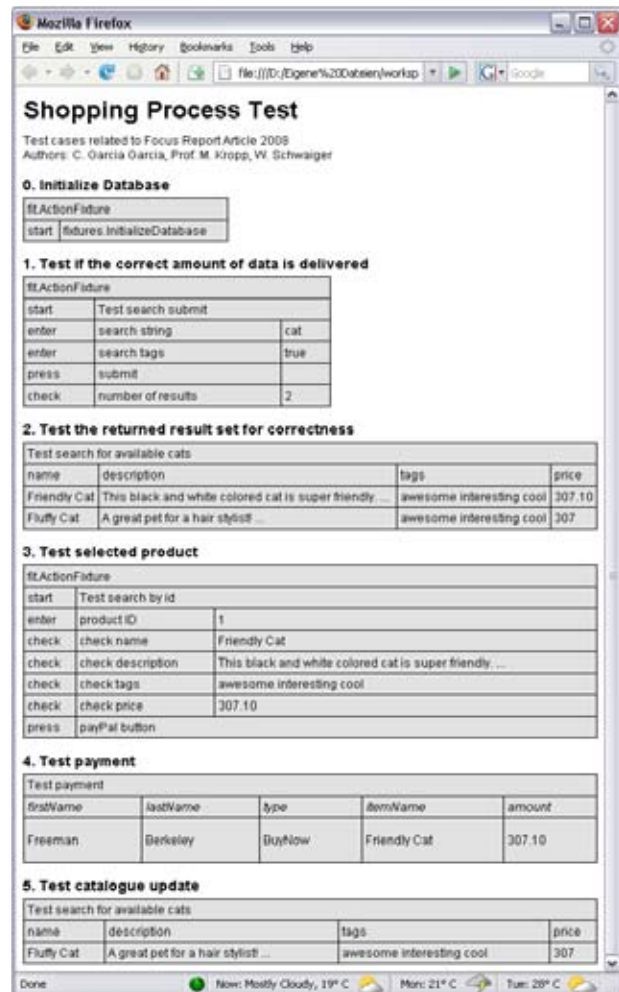 Mozilla Firefox
File Edit View History Bookmarks Tools Help
file:///D:/Eigene%20Dateien/worksp Google
Shopping Process Test
Test cases related to Focus Report Article 2008
Authors: C. Garcia Garcia, Prof. M. Kropp, W. Schwaiger
0. Initialize Database
fit.ActionFixture
start fixtures.InitializeDatabase
1. Test if the correct amount of data is delivered
fit.ActionFixture
start Test search submit
enter search string cat
enter search tags true
press submit
check number of results 2
2. Test the returned result set for correctness
Test search for available cats
name description tags price
Friendly Cat This black and white colored cat is super friendly. ... awesome interesting cool 307.10
Fluffy Cat A great pet for a hair stylist! ... awesome interesting cool 307
3. Test selected product
fit.ActionFixture
start Test search by id
enter product ID 1
check check name Friendly Cat
check check description This black and white colored cat is super friendly. ...
check check tags awesome interesting cool
check check price 307.10
press payPal button
4. Test payment
Test payment
firstName lastName type itemName amount
Freeman Berkeley BuyNow Friendly Cat 307.10
5. Test catalogue update
Test search for available cats
name description tags price
Fluffy Cat A great pet for a hair stylist! ... awesome interesting cool 307
Done Now: Mostly Cloudy, 19° C Mon: 21° C Tue: 28° C